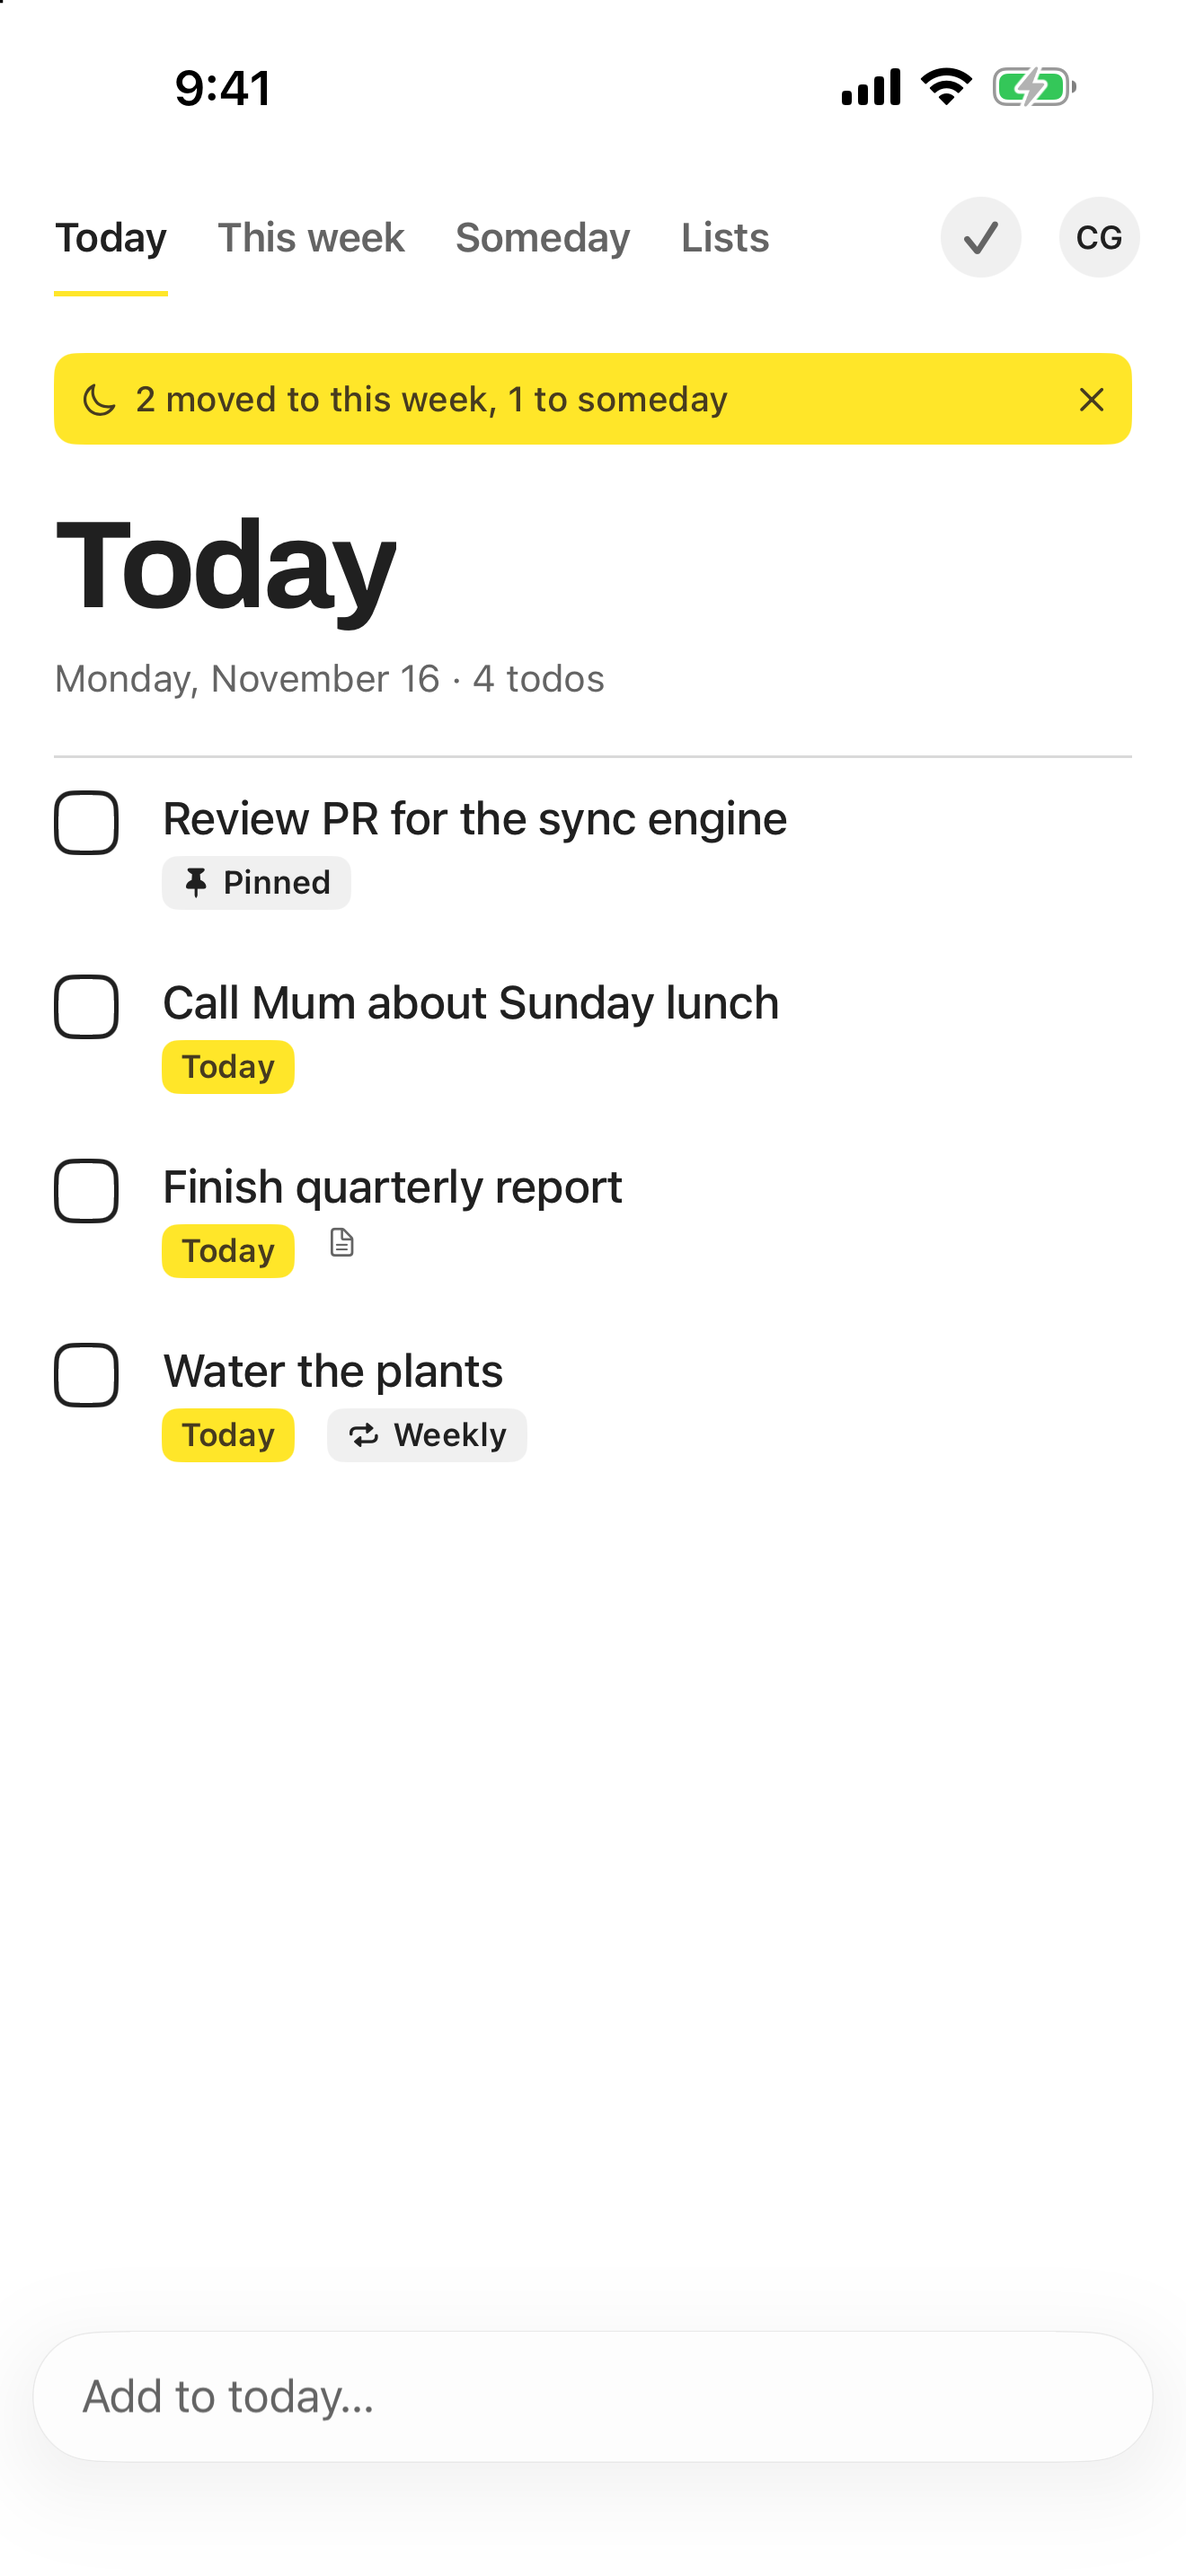 9:41
Today This week Someday Lists CG
2 moved to this week, 1 to someday
Today
Monday, November 16 · 4 todos
Review PR for the sync engine
Pinned
Call Mum about Sunday lunch
Today
Finish quarterly report
Today
Water the plants
Today Weekly
Add to today...